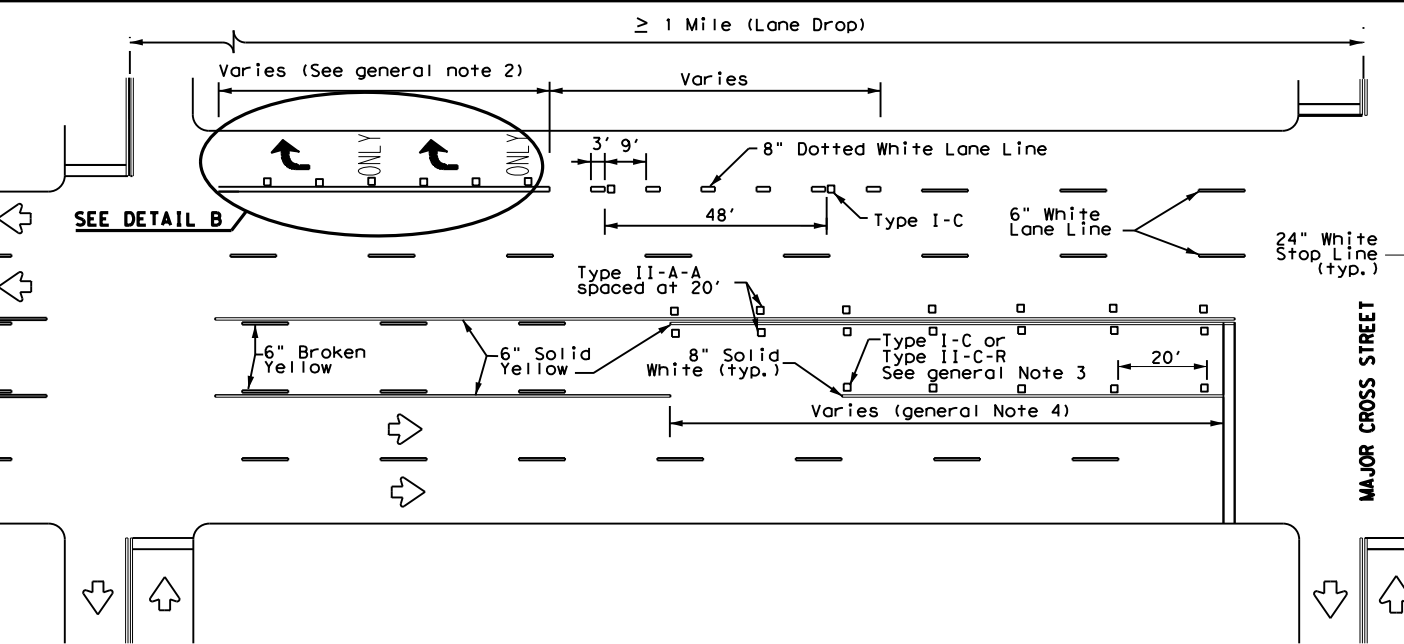 ≥ 1 Mile (Lane Drop)
Varies (See general note 2)
Varies
ONLY
ONLY
3' 9'
8" Dotted White Lane Line
SEE DETAIL B
48'
Type I-C
6" White
Lane Line
24" White
Stop Line
(typ.)
Type II-A-A
spaced at 20'
6" Broken
Yellow
6" Solid
Yellow
8" Solid
White (typ.)
Type I-C or
Type II-C-R
See general Note 3
20'
Varies (general Note 4)
MAJOR CROSS STREET